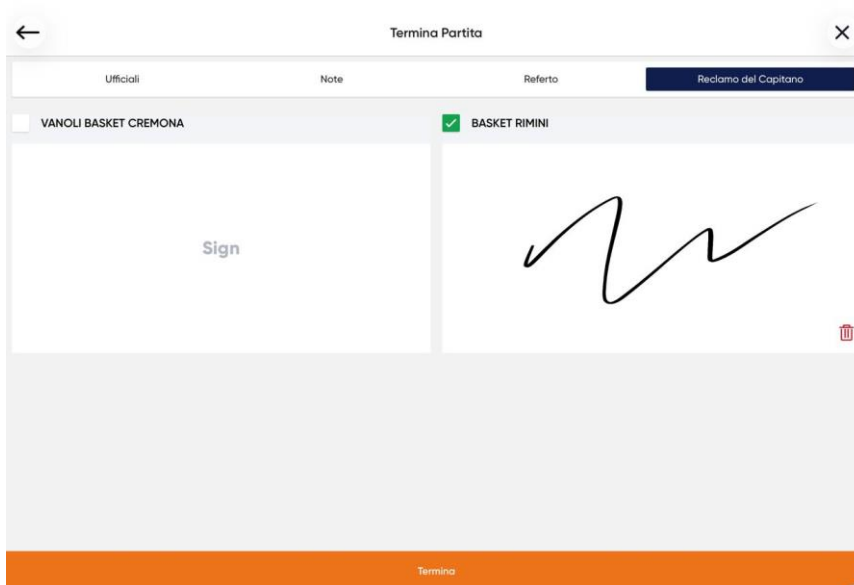 Termina Partita
Ufficiali Note Referto Reclamo del Capitano
VANOLI BASKET CREMONA BASKET RIMINI
Sign
Termina